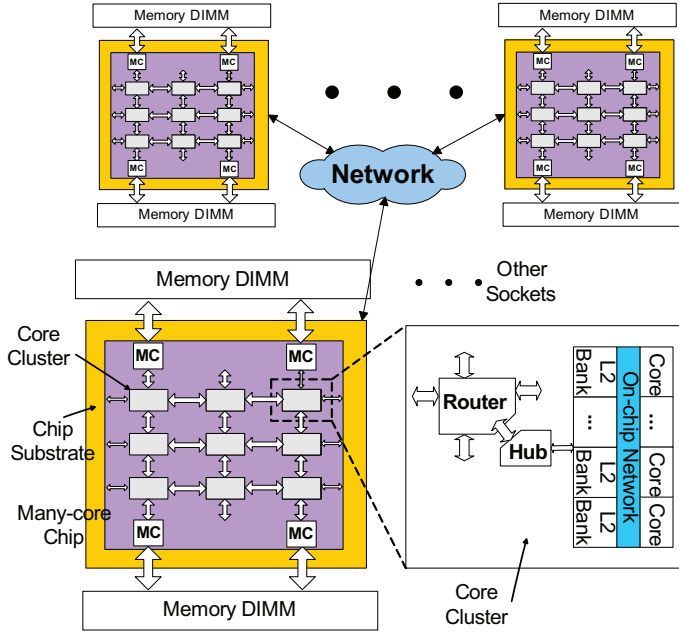 Memory DIMM
MC
MC
MC
MC
Memory DIMM
Memory DIMM
MC
MC
MC
MC
Memory DIMM
• • •
Network
Memory DIMM
• • • Other
Sockets
Core
Cluster
Chip
Substrate
Many-core
Chip
MC
MC
MC
MC
Memory DIMM
Router
Hub
L2
Bank
...
L2
Bank
L2
Bank
On-chip Network
Core
...
Core
Core
Core
Cluster